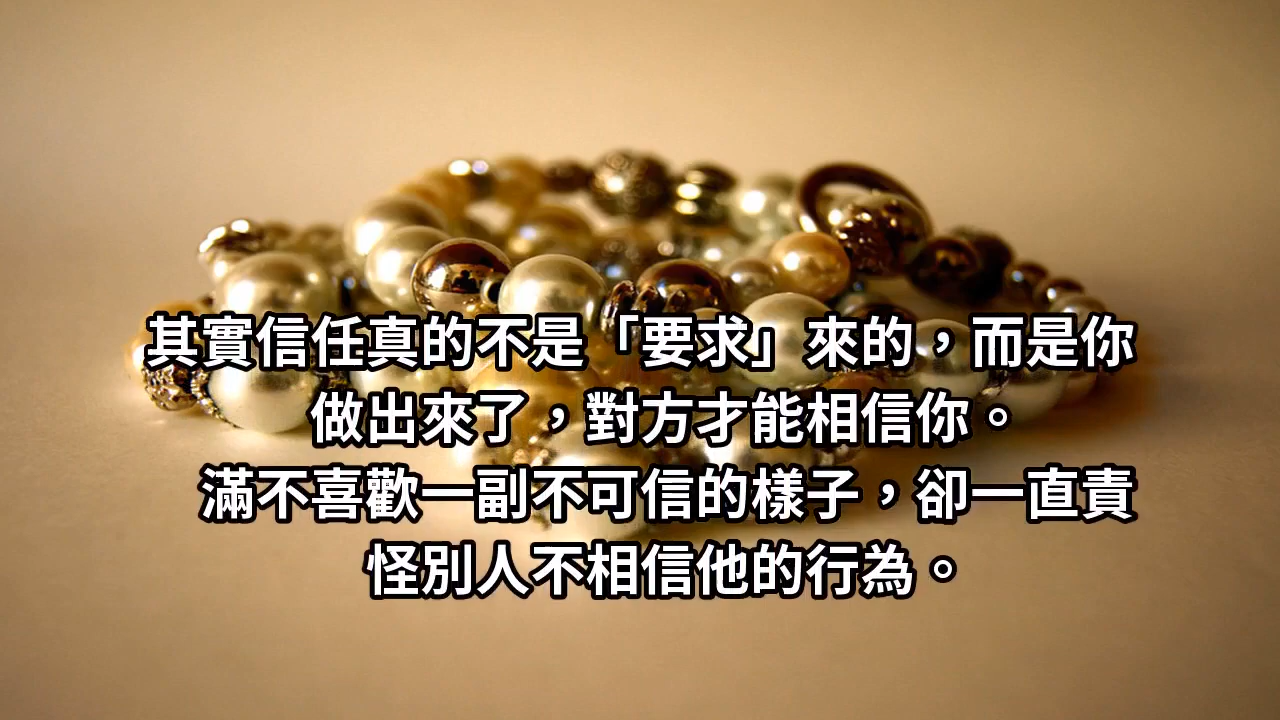 其實信任真的不是「要求」來的，而是你
做出來了，對方才能相信你。
滿不喜歡一副不可信的樣子，卻一直責
怪別人不相信他的行為。